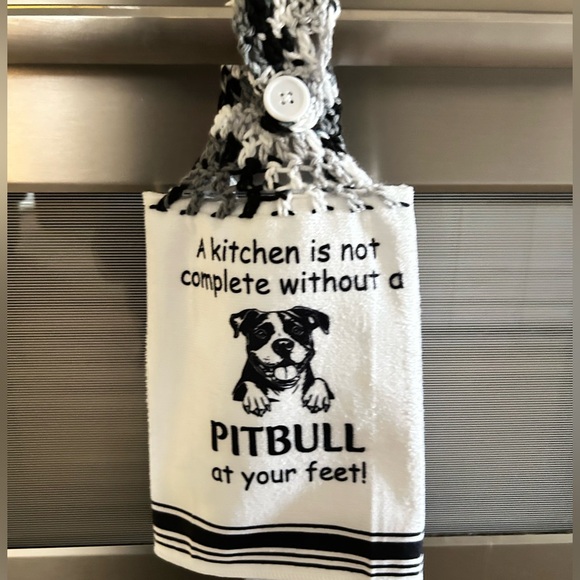 A kitchen is not
complete without a
PITBULL
at your feet!